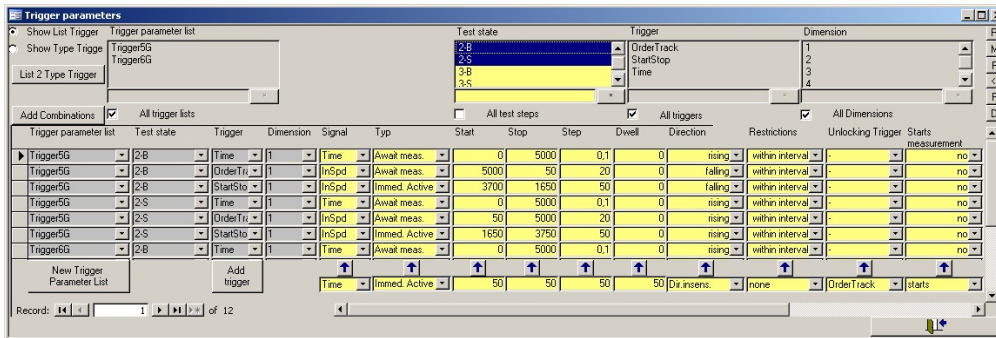 Trigger parameters
Show List Trigger Trigger parameter list Test state Trigger Dimension
Show Type Trigge
Trigger5G 2-B OrderTrack 1
Trigger6G 2-S StartStop 2
3-B Time 3
3-S 4
List 2 Type Trigger
Add Combinations All trigger lists All test steps All triggers All Dimensions
Trigger parameter list Test state Trigger Dimension Signal Typ Start Stop Step Dwell Direction Restrictions Unlocking Trigger Starts measurement
Trigger5G 2-B Time 1 Time Await meas. 0 5000 0,1 0 rising within interval - no
Trigger5G 2-B OrderTra 1 InSpd Await meas. 5000 50 20 0 falling within interval - no
Trigger5G 2-B StartSto 1 InSpd Immed. Active 3700 1650 50 0 falling within interval - no
Trigger5G 2-S Time 1 Time Await meas. 0 5000 0,1 0 rising within interval - no
Trigger5G 2-S OrderTra 1 InSpd Await meas. 50 5000 20 0 rising within interval - no
Trigger5G 2-S StartSto 1 InSpd Immed. Active 1650 3750 50 0 rising within interval - no
Trigger6G 2-B Time 1 Time Await meas. 0 5000 0,1 0 rising within interval - no
New Trigger Parameter List Add trigger
Time Immed. Active 50 50 50 50 Dir.insens. none OrderTrack starts
Record: 1 of 12